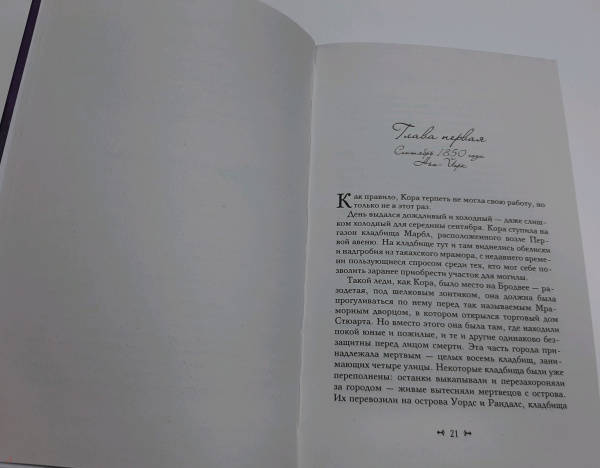 Глава первая
Сентябрь 1850 года
Нью-Йорк
Как правило, Кора терпеть не могла свою работу, но
только не в этот раз.
День выдался дождливый и холодный — даже слиш-
ком холодный для середины сентября. Кора ступила на
газон кладбища Марбл, расположенного возле Пер-
вой авеню. На кладбище тут и там виднелись обелиски
и надгробия из такахского мрамора, с недавнего време-
ни пользующиеся спросом среди тех, кто мог себе по-
зволить заранее приобрести участок для могилы.
Такой леди, как Кора, было место на Бродвее — ра-
зодетая, под шелковым зонтиком, она должна была
прогуливаться по нему перед так называемым Мра-
морным дворцом, в котором открылся торговый дом
Стюарта. Но вместо этого она была там, где находили
покой юные и пожилые, и те и другие одинаково без-
защитны перед лицом смерти. Эта часть города при-
надлежала мертвым — целых восемь кладбищ, зани-
мающих четыре улицы. Некоторые кладбища были уже
переполнены: останки выкапывали и перезахороняли
за городом — живые вытесняли мертвецов с острова.
Их перевозили на острова Уордс и Рандалс, кладбища
21